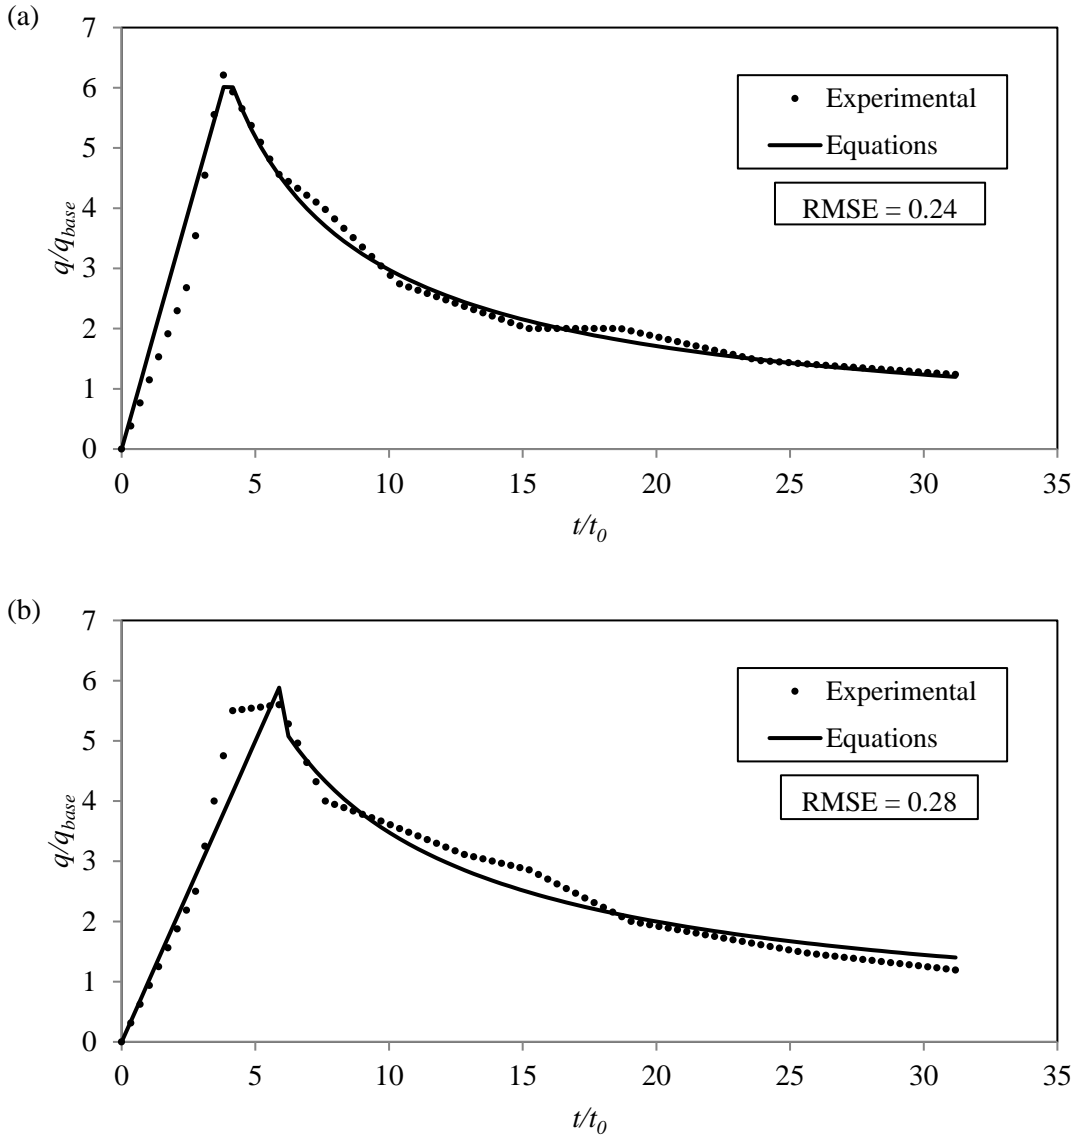 (a)
7
6
5
4
3
2
1
0
q/q_base
0 5 10 15 20 25 30 35
t/t_0
Experimental
Equations
RMSE = 0.24
(b)
7
6
5
4
3
2
1
0
q/q_base
0 5 10 15 20 25 30 35
t/t_0
Experimental
Equations
RMSE = 0.28